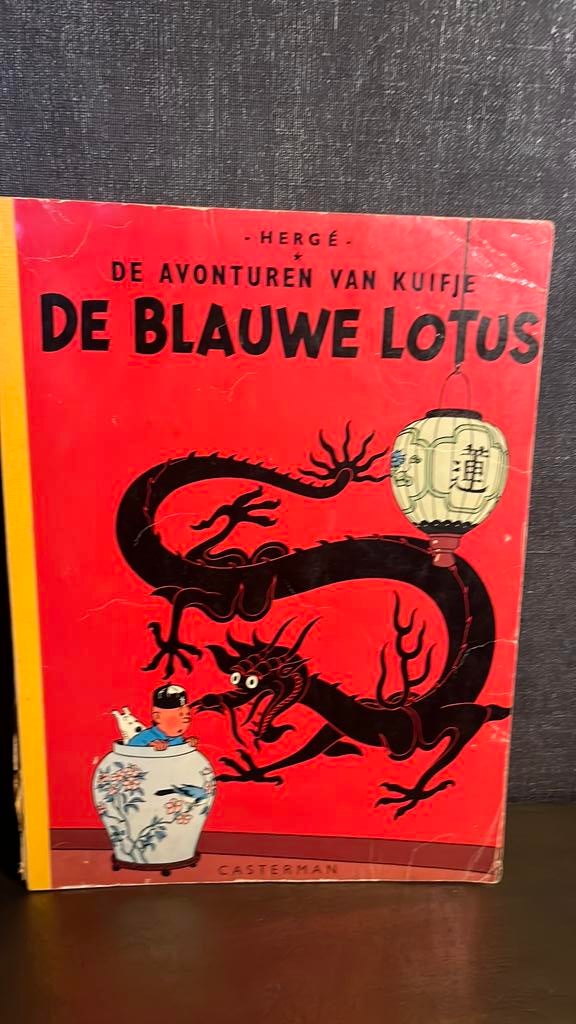 - HERGÉ -
*
DE AVONTUREN VAN KUIFJE
DE BLAUWE LOTUS
蓮
CASTERMAN